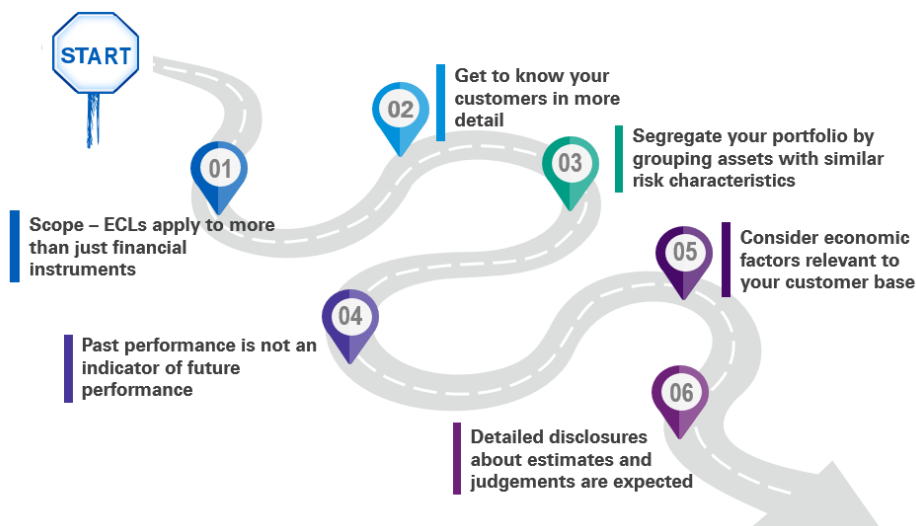 START
01
Scope – ECLs apply to more
than just financial
instruments
02
Get to know your
customers in more
detail
03
Segregate your portfolio by
grouping assets with similar
risk characteristics
04
Past performance is not an
indicator of future
performance
05
Consider economic
factors relevant to
your customer base
06
Detailed disclosures
about estimates and
judgements are expected